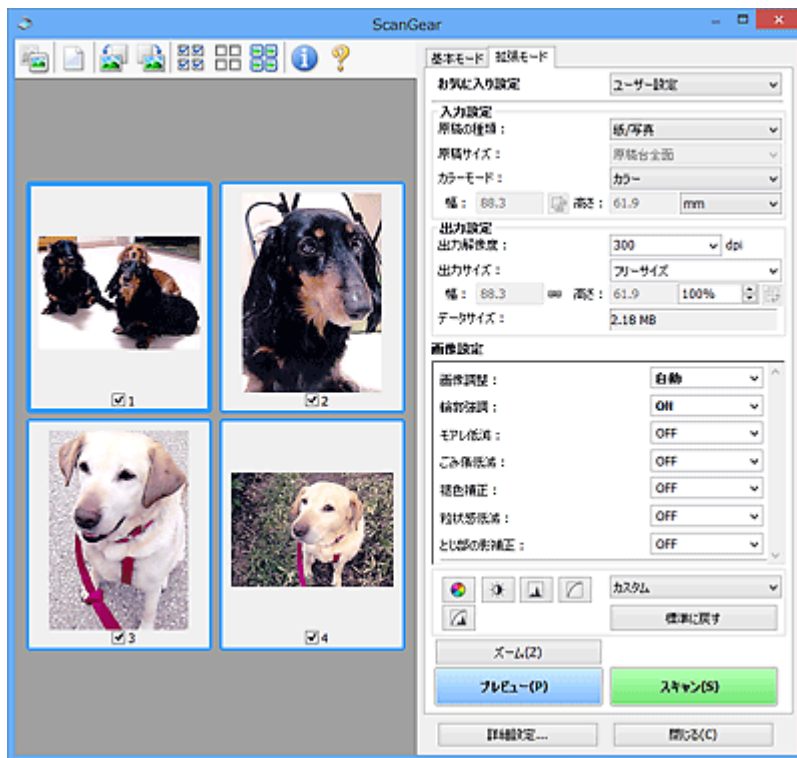 ScanGear
基本モード 拡張モード
お気に入り設定 ユーザー設定
入力設定
原稿の種類： 紙/写真
原稿サイズ： 原稿台全面
カラーモード： カラー
幅： 88.3 高さ： 61.9 mm
出力設定
出力解像度： 300 dpi
出力サイズ： フリーサイズ
幅： 88.3 高さ： 61.9 100%
データサイズ： 2.18 MB
画像設定
画像調整： 自動
輪郭強調： ON
モアレ低減： OFF
ごみ傷低減： OFF
褪色補正： OFF
粒状感低減： OFF
とじ部の影補正： OFF
カスタム
標準に戻す
ズーム(Z)
プレビュー(P) スキャン(S)
詳細設定... 閉じる(C)
1
2
3
4